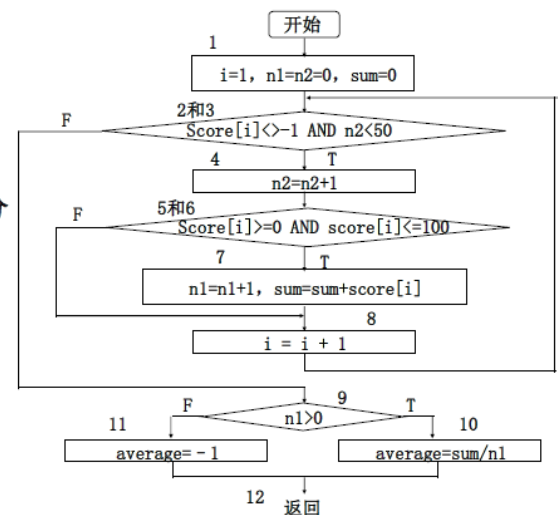 开始
1
i=1, n1=n2=0, sum=0
2和3
F
Score[i]<>-1 AND n2<50
4
T
n2=n2+1
5和6
F
Score[i]>=0 AND score[i]<=100
7
T
n1=n1+1, sum=sum+score[i]
8
i = i + 1
9
F
n1>0
T
11
10
average=-1
average=sum/n1
12
返回